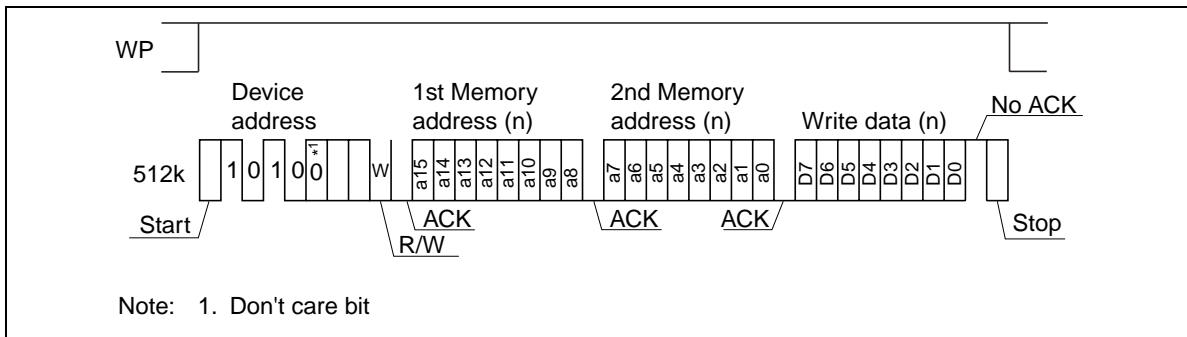 WP
Device
address
1st Memory
address (n)
2nd Memory
address (n)
Write data (n)
No ACK
512k
1 0 1 0 0 *1 W a15 a14 a13 a12 a11 a10 a9 a8 a7 a6 a5 a4 a3 a2 a1 a0 D7 D6 D5 D4 D3 D2 D1 D0
Start
R/W
ACK
ACK
ACK
Stop
Note: 1. Don't care bit